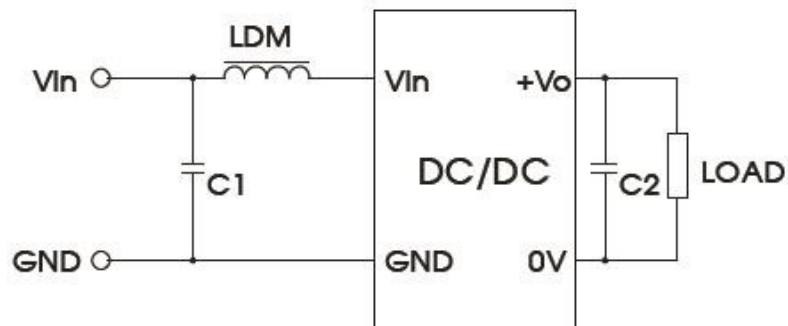 LDM
VIn
VIn
+Vo
C1
DC/DC
C2
LOAD
GND
GND
0V